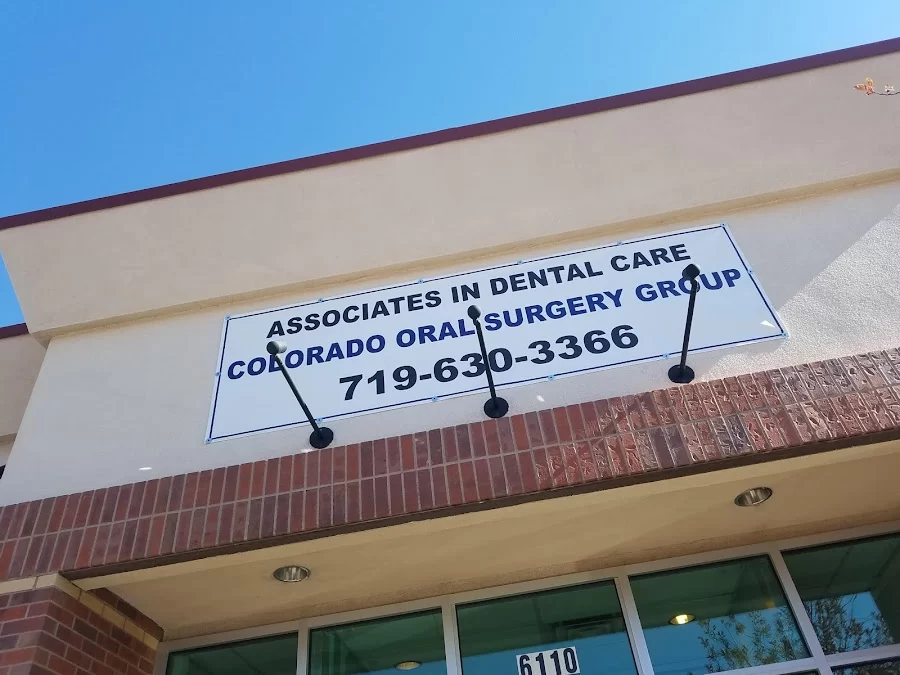 ASSOCIATES IN DENTAL CARE
COLORADO ORAL SURGERY GROUP
719-630-3366
6110